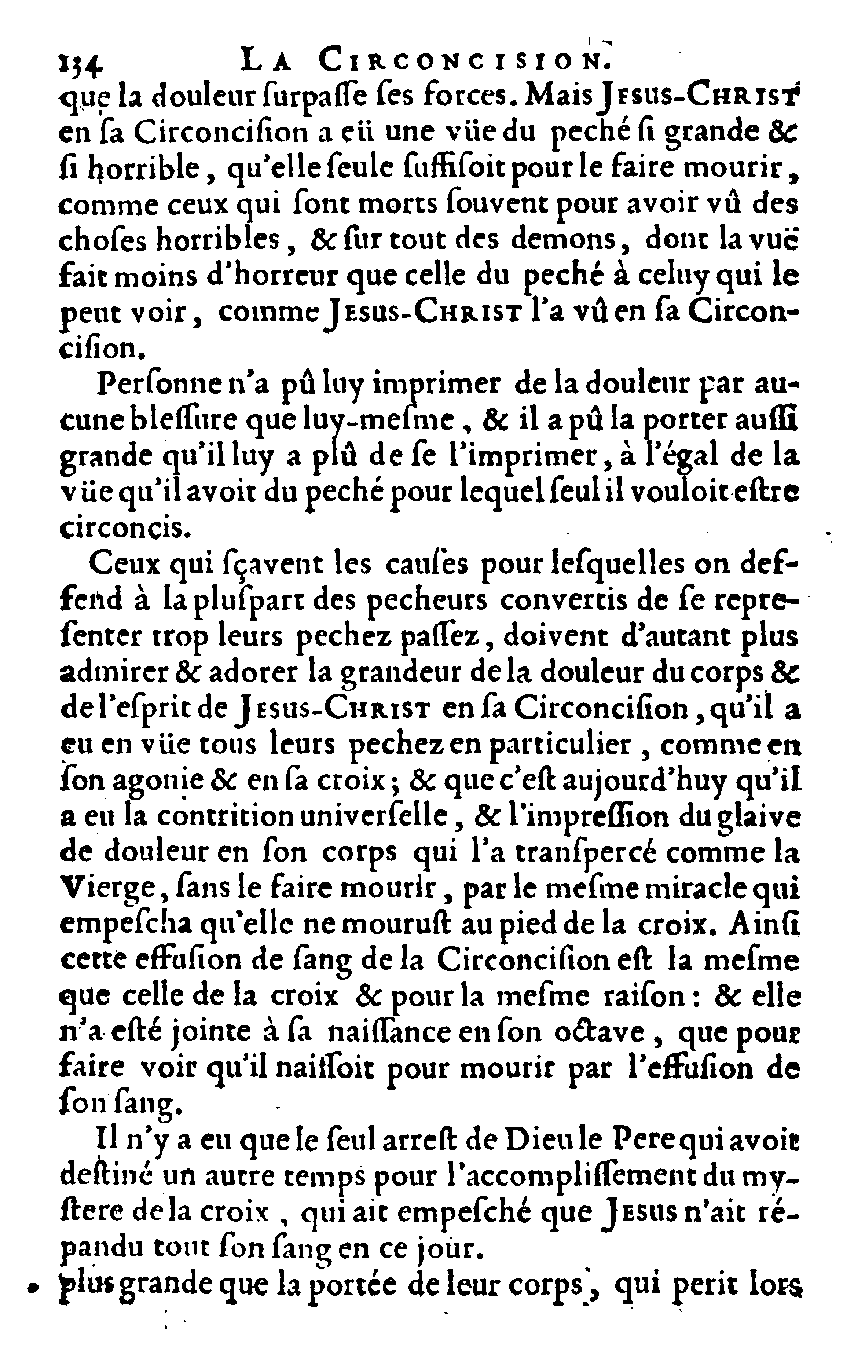 134 LA CIRCONCISION.
que la douleur ſurpaſſe ſes forces. Mais JESUS-CHRIST
en ſa Circonciſion a eü une vüe du peché ſi grande &
ſi horrible, qu'elle ſeule ſuffiſoit pour le faire mourir,
comme ceux qui ſont morts ſouvent pour avoir vû des
choſes horribles, & ſur tout des demons, dont la vuë
fait moins d'horreur que celle du peché à celuy qui le
peut voir, comme JESUS-CHRIST l'a vû en ſa Circon-
ciſion.
Perſonne n'a pû luy imprimer de la douleur par au-
cune bleſſure que luy-meſme, & il a pû la porter auſſi
grande qu'il luy a plû de ſe l'imprimer, à l'égal de la
vüe qu'il avoit du peché pour lequel ſeul il vouloit eſtre
circoncis.
Ceux qui ſçavent les cauſes pour leſquelles on def-
fend à la pluſpart des pecheurs convertis de ſe repre-
ſenter trop leurs pechez paſſez, doivent d'autant plus
admirer & adorer la grandeur de la douleur du corps &
de l'eſprit de JESUS-CHRIST en ſa Circonciſion, qu'il a
eu en vüe tous leurs pechez en particulier, comme en
ſon agonie & en ſa croix; & que c'eſt aujourd'huy qu'il
a eu la contrition univerſelle, & l'impreſſion du glaive
de douleur en ſon corps qui l'a tranſpercé comme la
Vierge, ſans le faire mourir, par le meſme miracle qui
empeſcha qu'elle ne mouruſt au pied de la croix. Ainſi
cette effuſion de ſang de la Circonciſion eſt la meſme
que celle de la croix & pour la meſme raiſon: & elle
n'a eſté jointe à ſa naiſſance en ſon octave, que pour
faire voir qu'il naiſſoit pour mourir par l'effuſion de
ſon ſang.
Il n'y a eu que le ſeul arreſt de Dieu le Pere qui avoit
deſtiné un autre temps pour l'accompliſſement du my-
ſtere de la croix, qui ait empeſché que JESUS n'ait ré-
pandu tout ſon ſang en ce jour.
plus grande que la portée de leur corps, qui perit lors